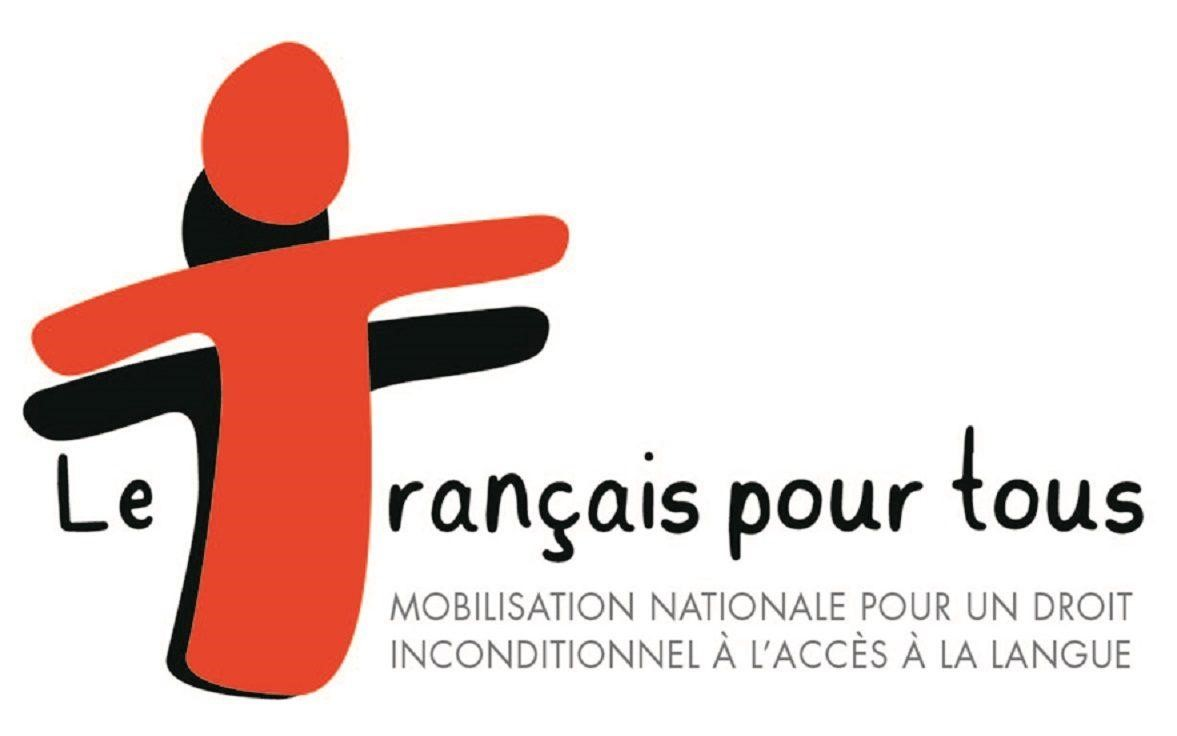 Le français pour tous
MOBILISATION NATIONALE POUR UN DROIT
INCONDITIONNEL À L'ACCÈS À LA LANGUE